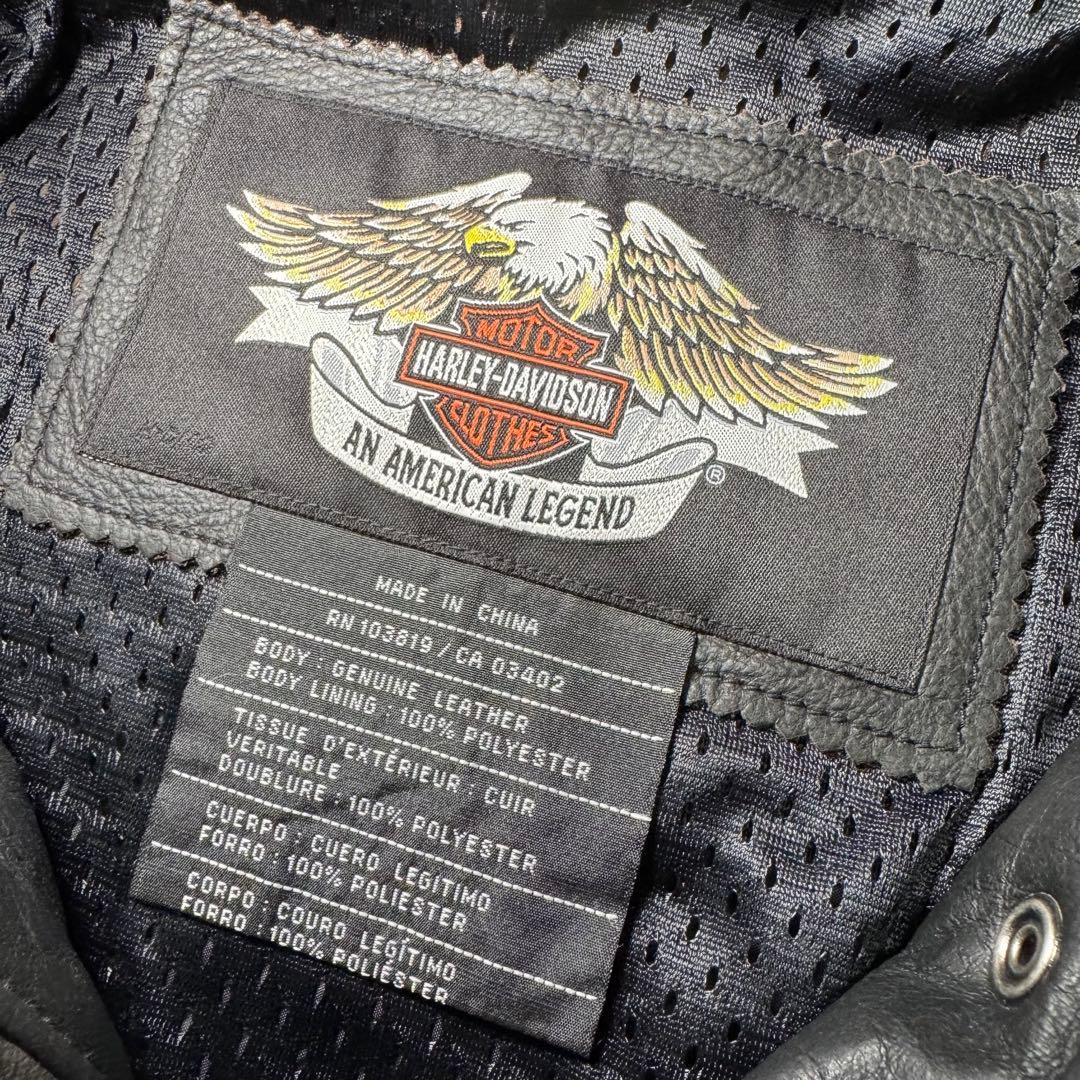 MOTOR
HARLEY-DAVIDSON
CLOTHES
AN AMERICAN LEGEND
®
MADE IN CHINA
RN 103819 / CA 03402
BODY : GENUINE LEATHER
BODY LINING : 100% POLYESTER
TISSUE D'EXTÉRIEUR : CUIR
VERITABLE
DOUBLURE : 100% POLYESTER
CUERPO : CUERO LEGÍTIMO
FORRO : 100% POLIESTER
CORPO : COURO LEGÍTIMO
FORRO : 100% POLIÉSTER